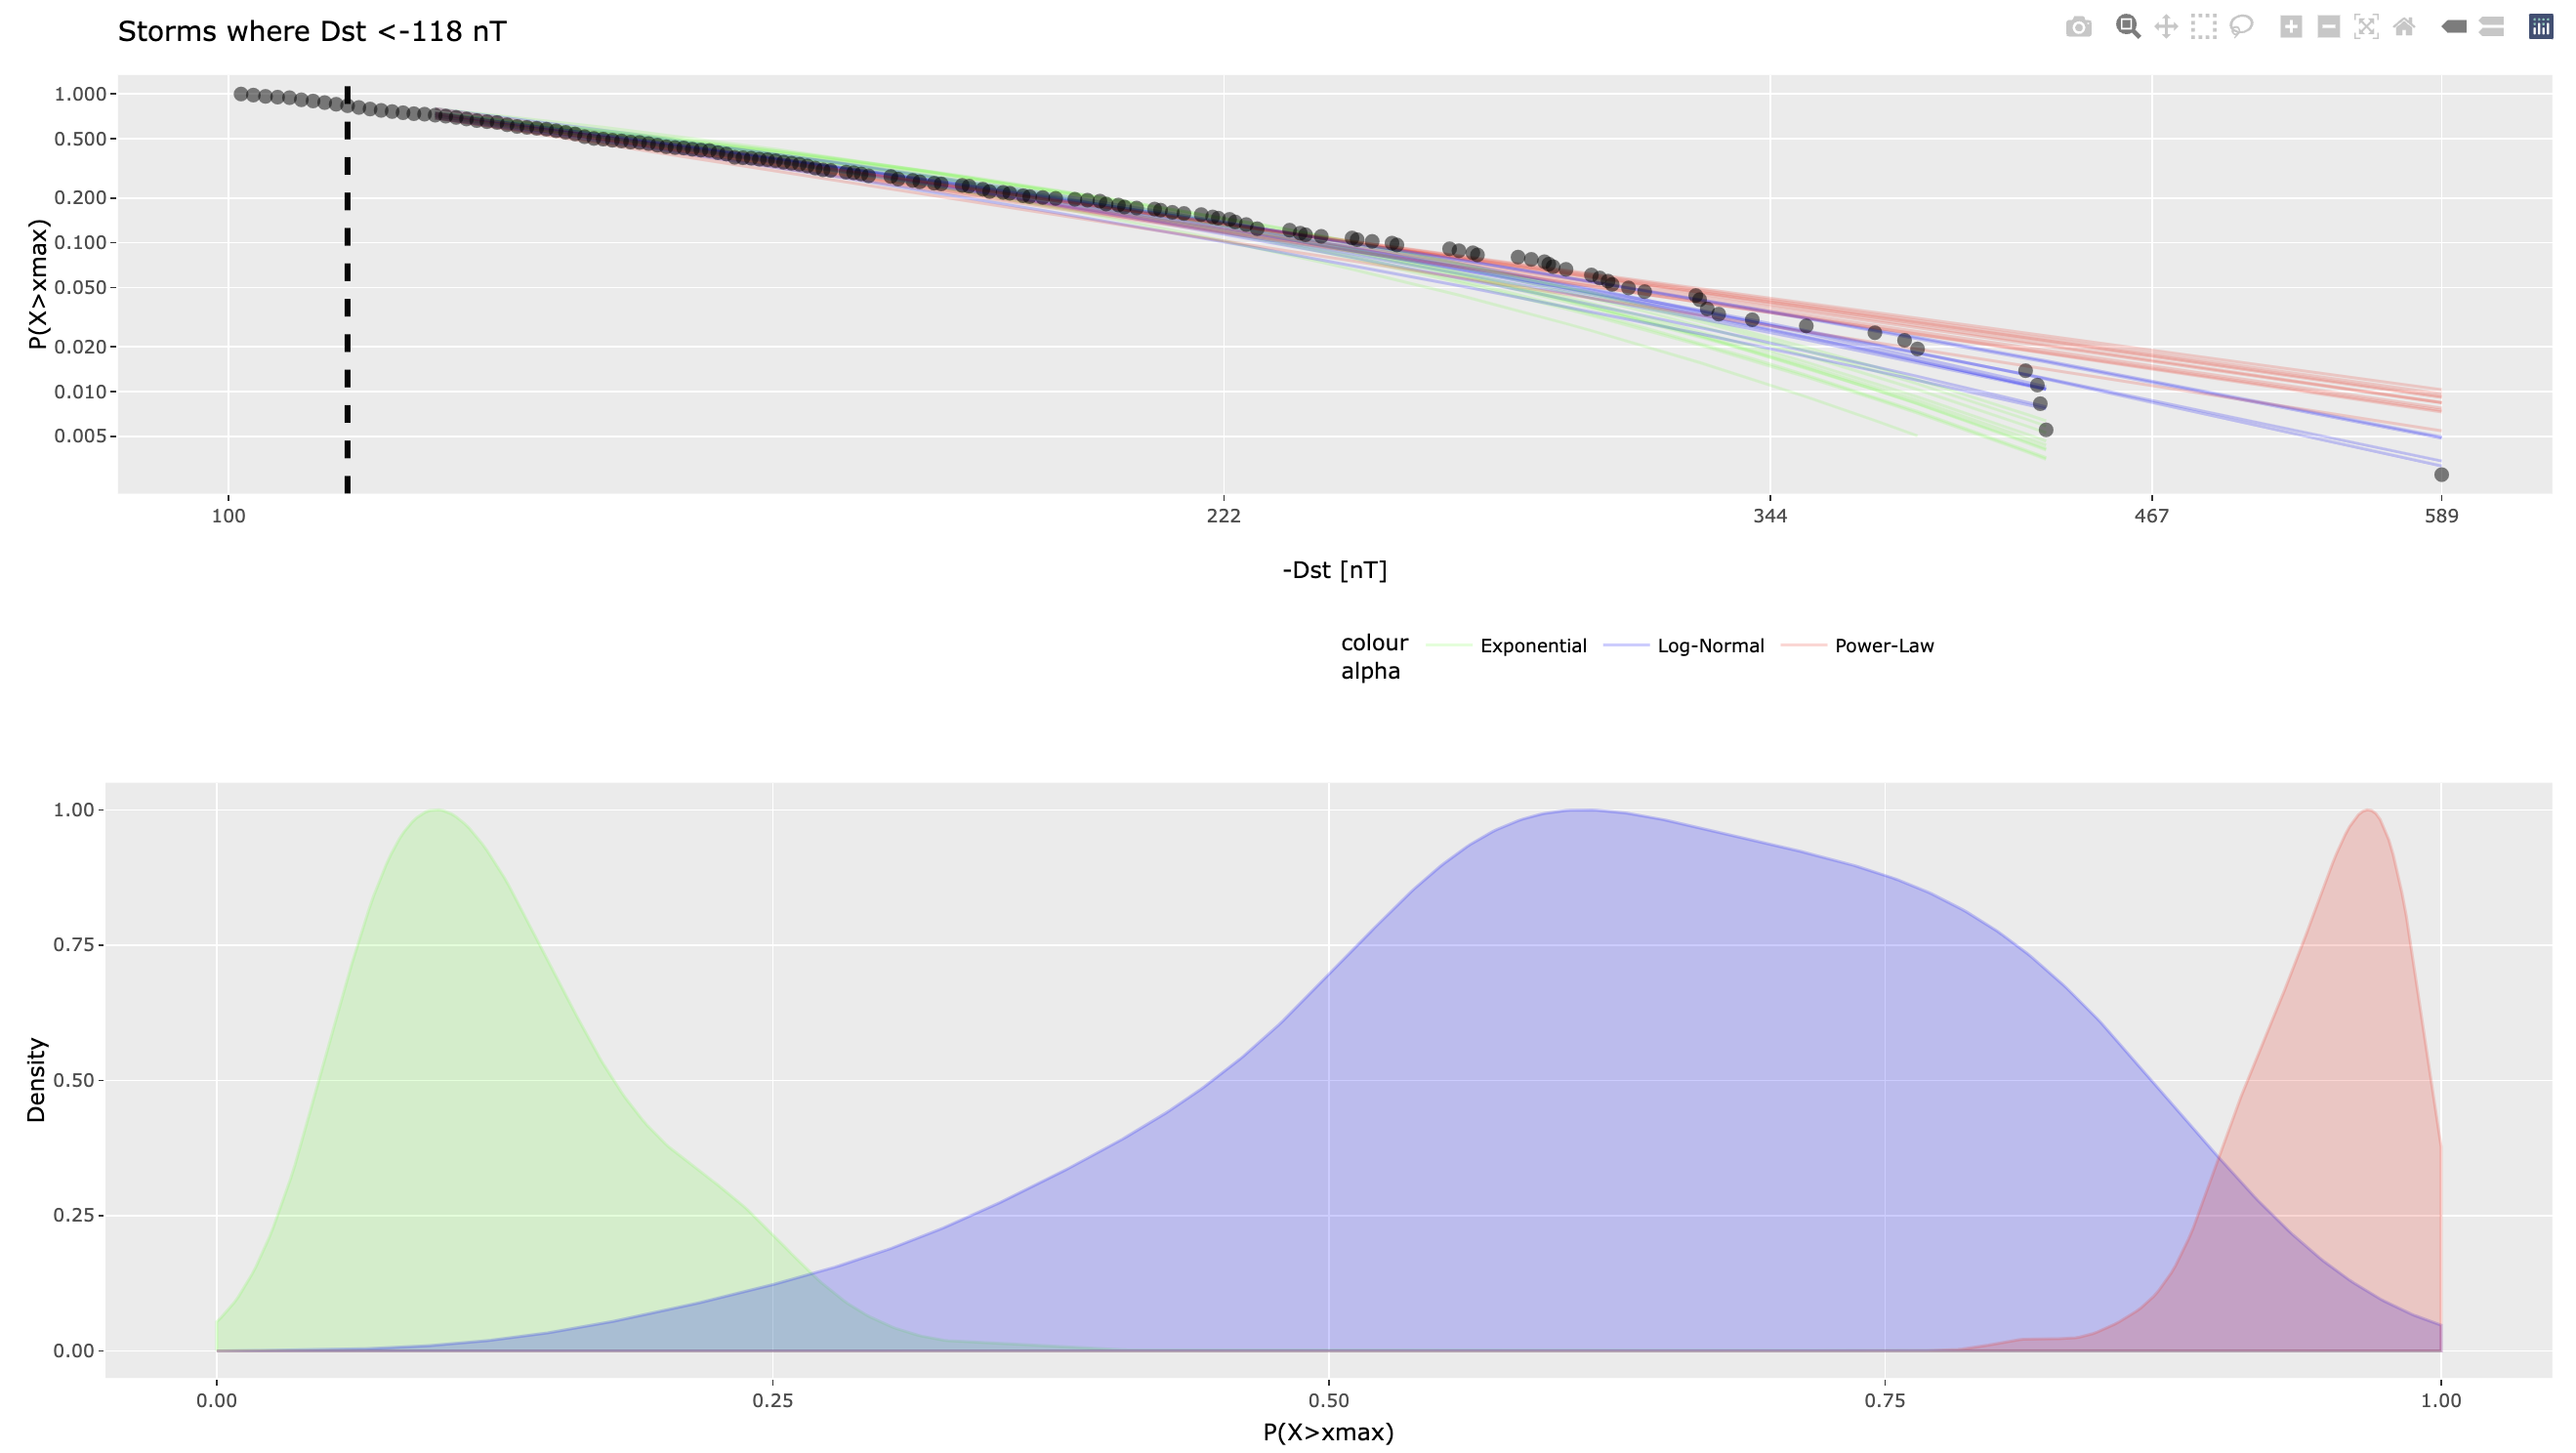 Storms where Dst <-118 nT
P(X>xmax)
1.000
0.500
0.200
0.100
0.050
0.020
0.010
0.005
100 222 344 467 589
-Dst [nT]
colour
alpha
Exponential Log-Normal Power-Law
Density
1.00
0.75
0.50
0.25
0.00
0.00 0.25 0.50 0.75 1.00
P(X>xmax)